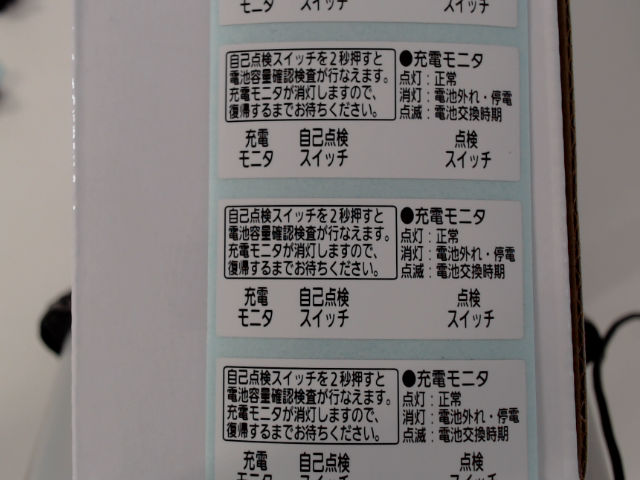 モニタ スイッチ スイッチ
自己点検スイッチを2秒押すと
電池容量確認検査が行なえます。
充電モニタが消灯しますので、
復帰するまでお待ちください。
●充電モニタ
点灯：正常
消灯：電池外れ・停電
点滅：電池交換時期
充電 自己点検 点検
モニタ スイッチ スイッチ
自己点検スイッチを2秒押すと
電池容量確認検査が行なえます。
充電モニタが消灯しますので、
復帰するまでお待ちください。
●充電モニタ
点灯：正常
消灯：電池外れ・停電
点滅：電池交換時期
充電 自己点検 点検
モニタ スイッチ スイッチ
自己点検スイッチを2秒押すと
電池容量確認検査が行なえます。
充電モニタが消灯しますので、
復帰するまでお待ちください。
●充電モニタ
点灯：正常
消灯：電池外れ・停電
点滅：電池交換時期
充電 自己点検 点検